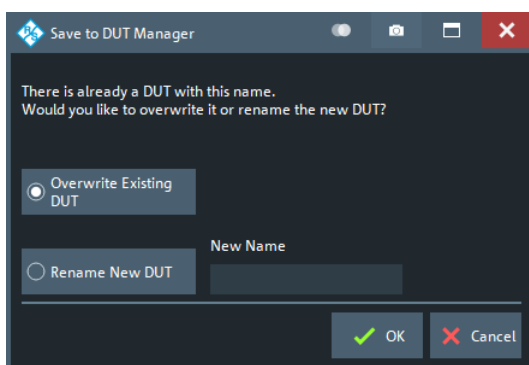 Save to DUT Manager
There is already a DUT with this name.
Would you like to overwrite it or rename the new DUT?
Overwrite Existing
DUT
New Name
Rename New DUT
OK
Cancel